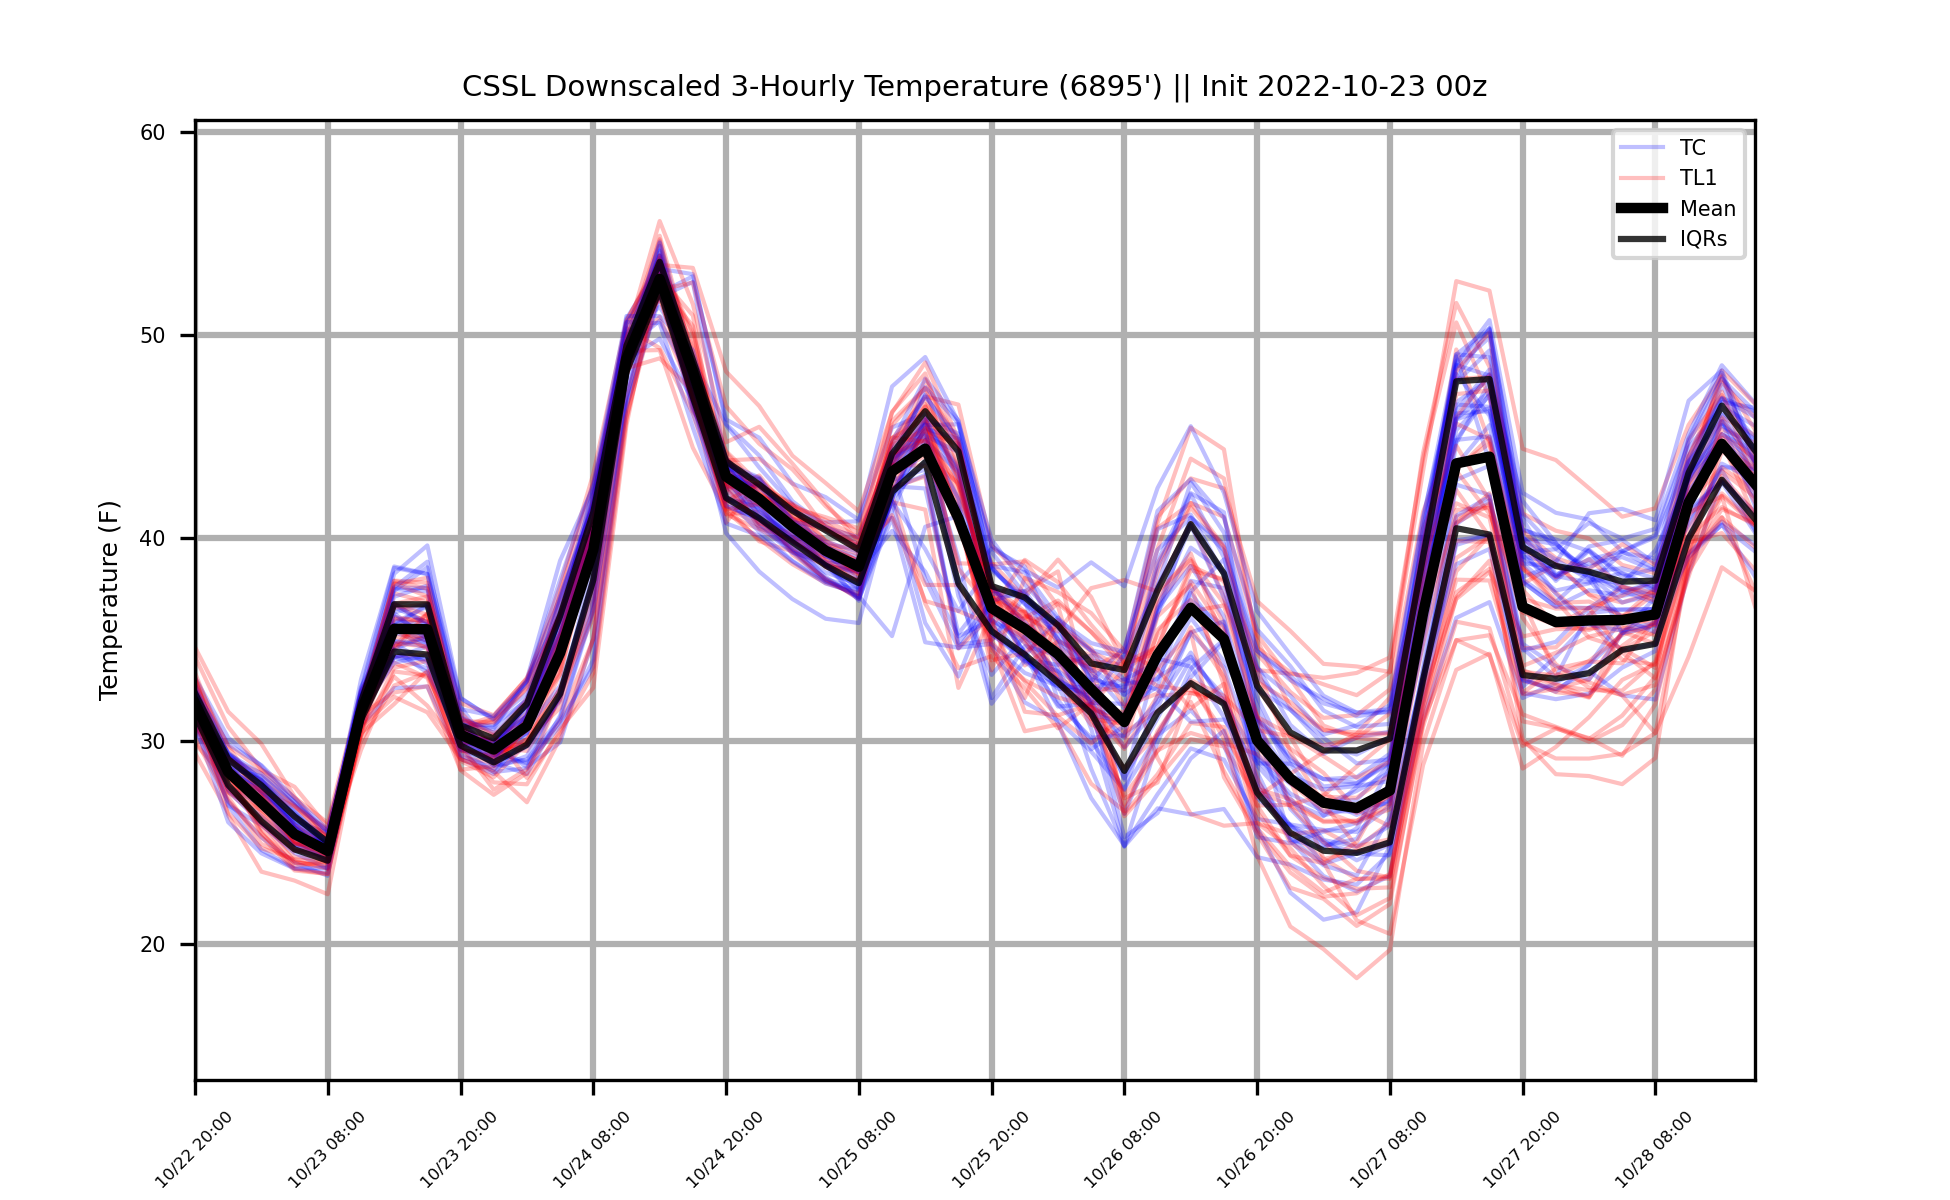 CSSL Downscaled 3-Hourly Temperature (6895') || Init 2022-10-23 00z
TC
TL1
Mean
IQRs
Temperature (F)
60
50
40
30
20
10/22 20:00
10/23 08:00
10/23 20:00
10/24 08:00
10/24 20:00
10/25 08:00
10/25 20:00
10/26 08:00
10/26 20:00
10/27 08:00
10/27 20:00
10/28 08:00